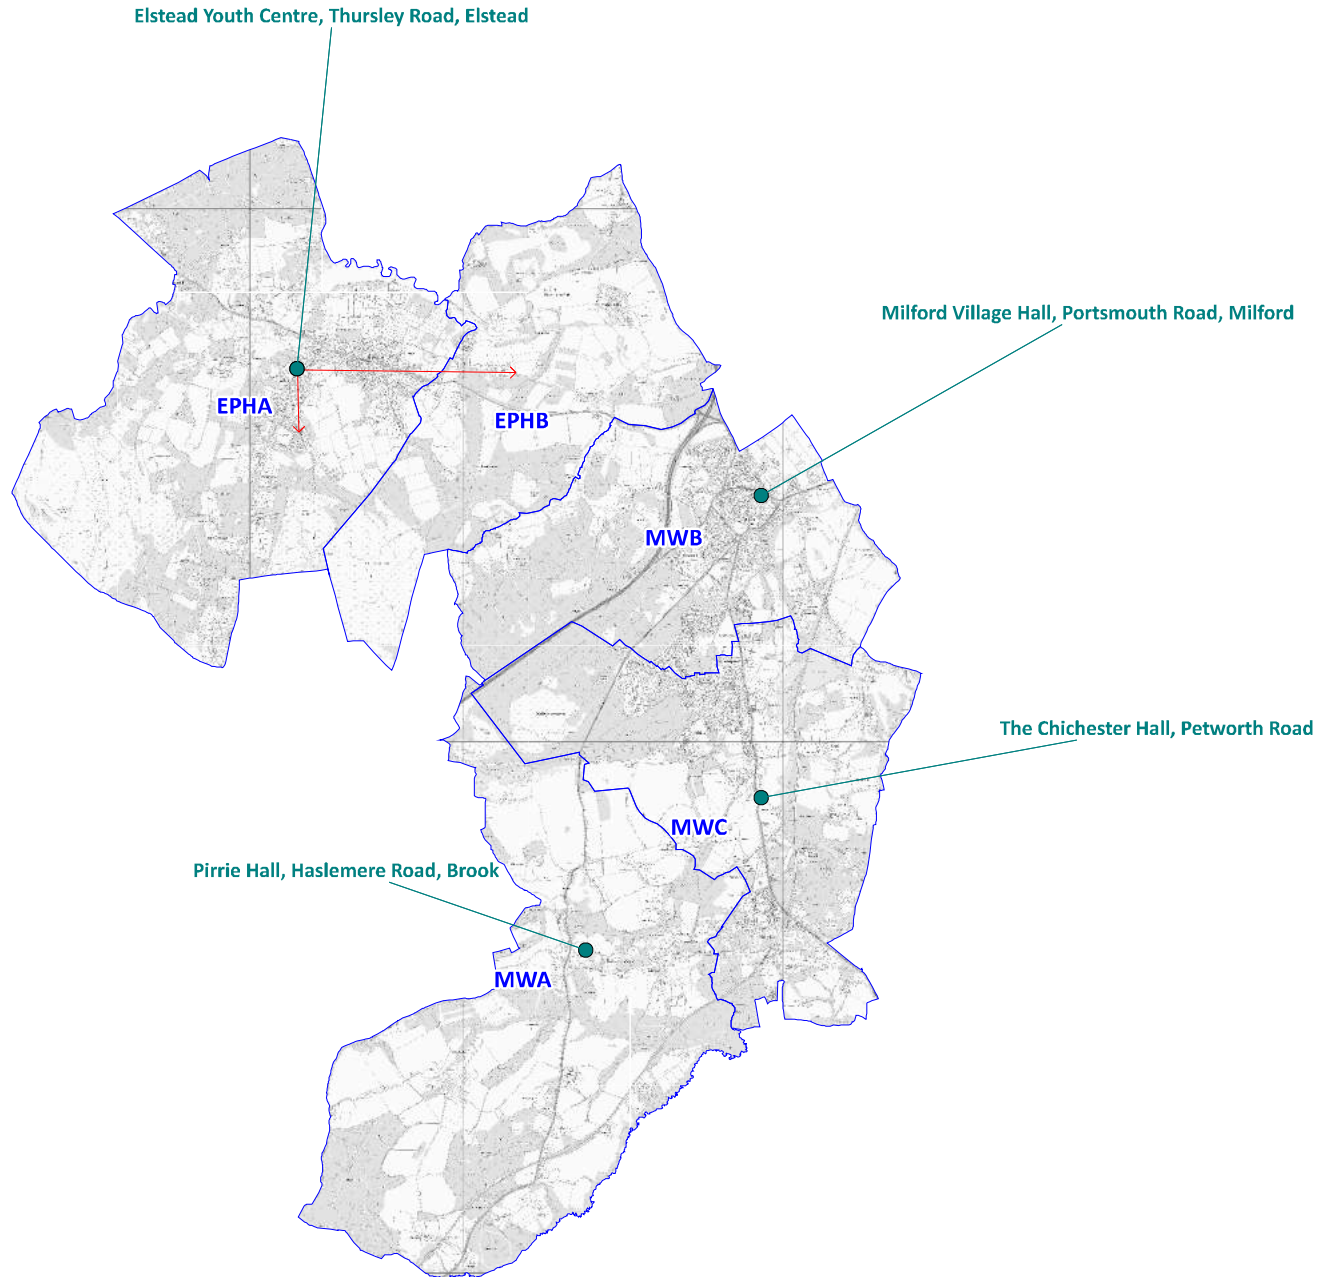 Elstead Youth Centre, Thursley Road, Elstead
Milford Village Hall, Portsmouth Road, Milford
EPHA
EPHB
MWB
The Chichester Hall, Petworth Road
MWC
Pirrie Hall, Haslemere Road, Brook
MWA